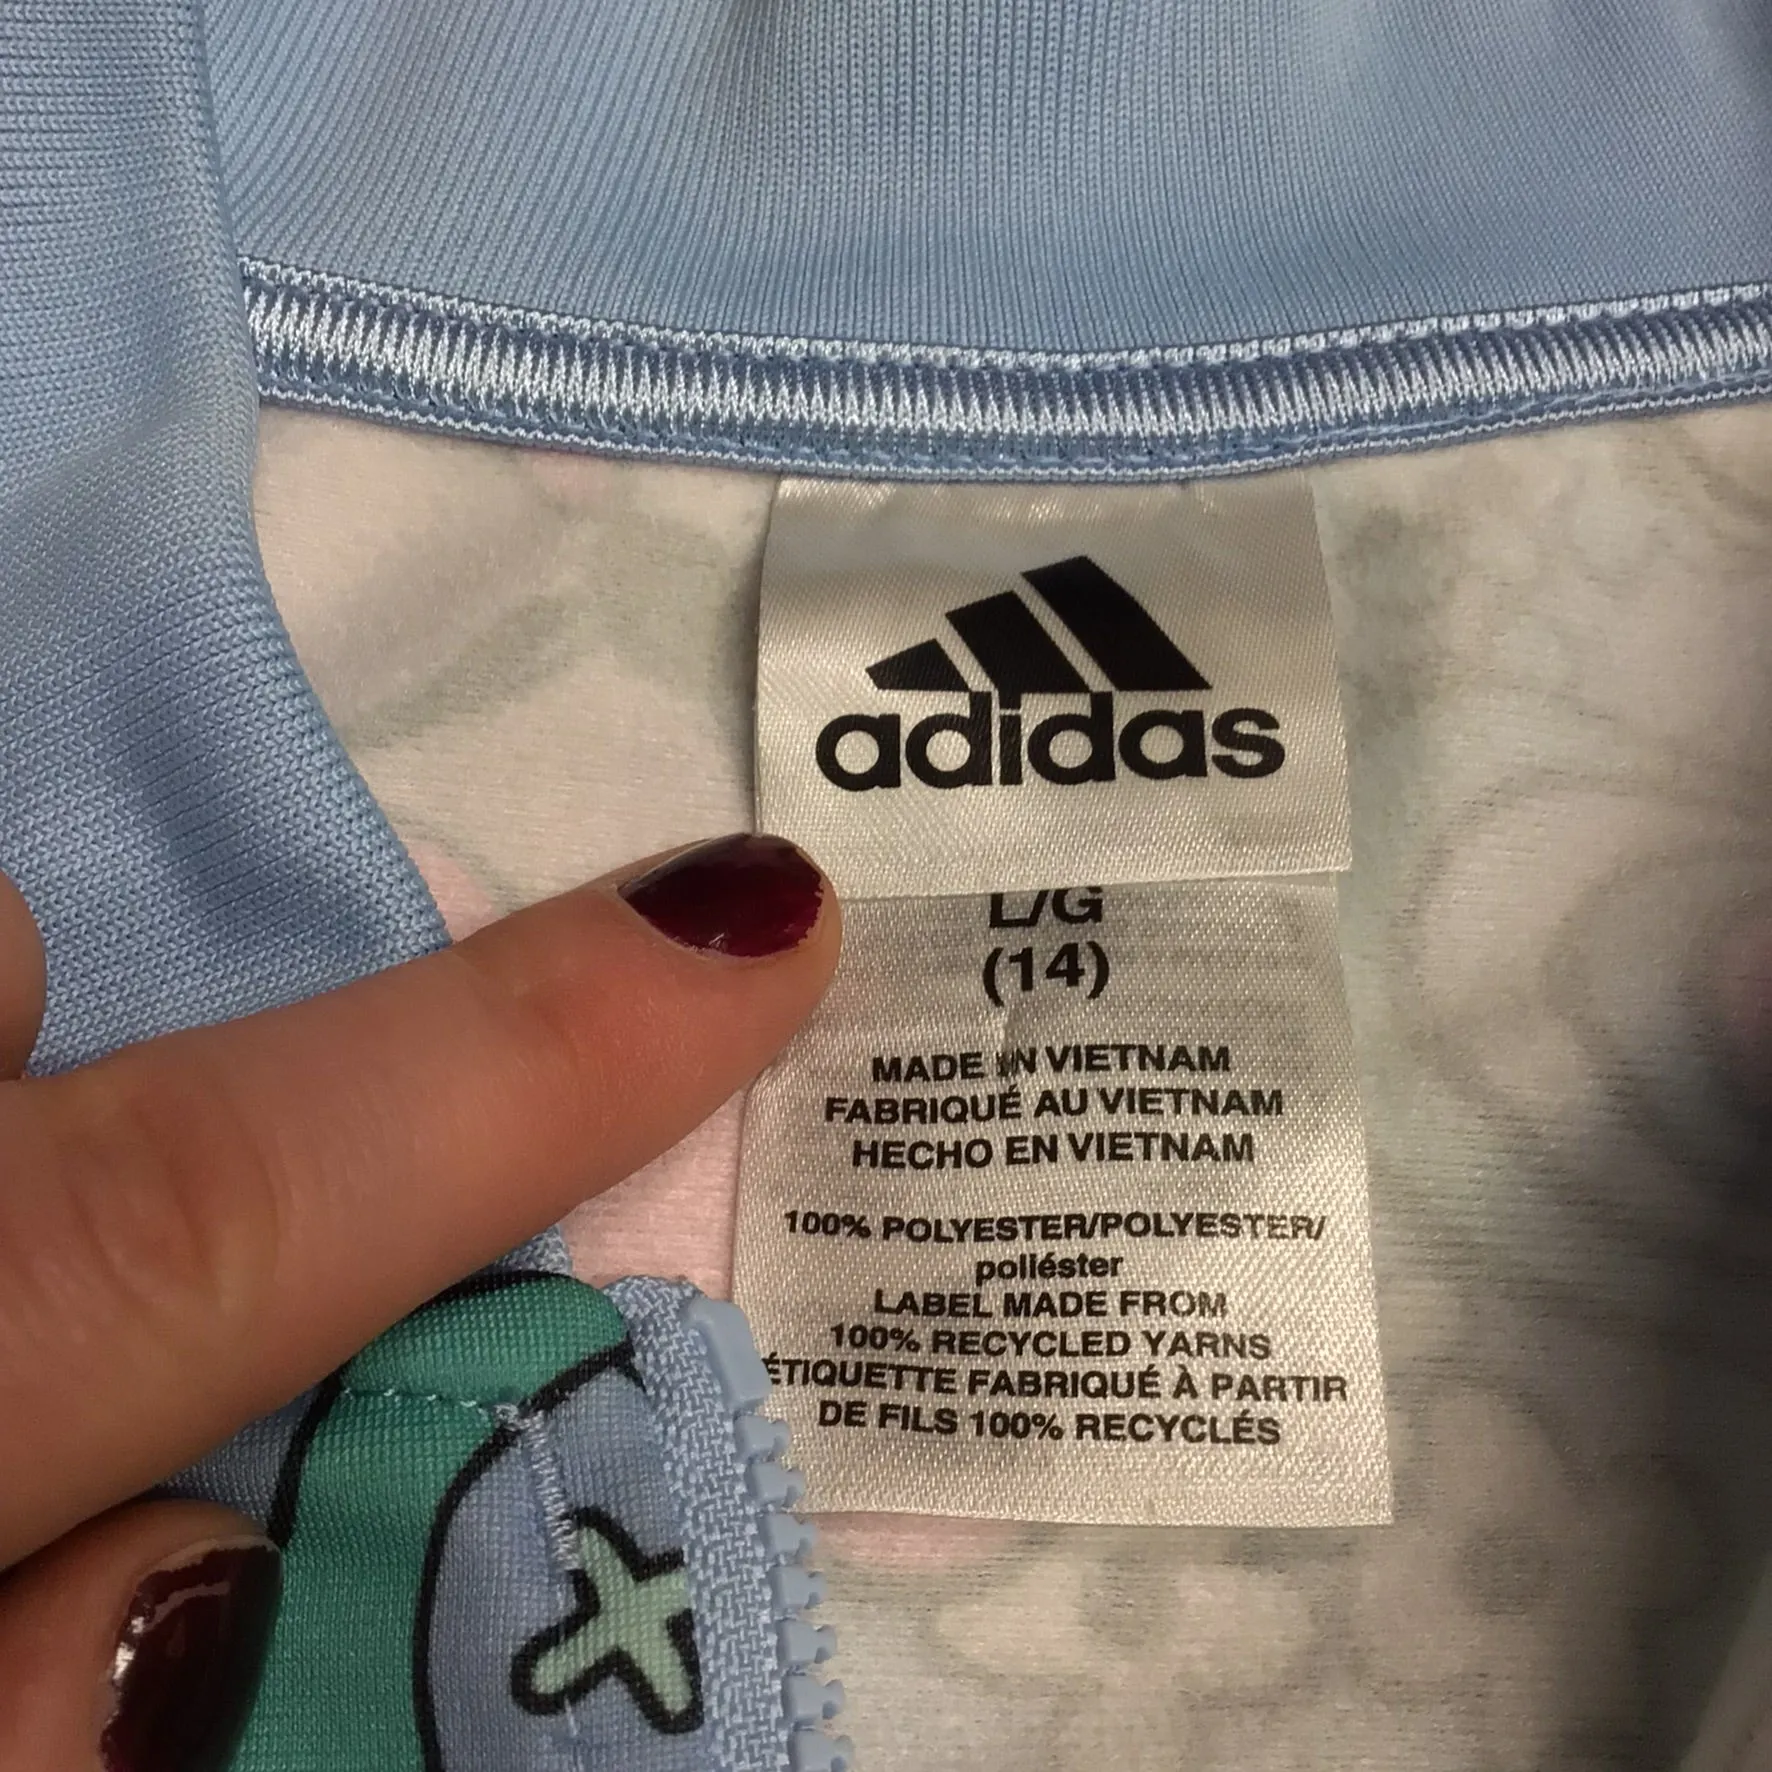 adidas
L/G
(14)
MADE IN VIETNAM
FABRIQUÉ AU VIETNAM
HECHO EN VIETNAM
100% POLYESTER/POLYESTER/
poliéster
LABEL MADE FROM
100% RECYCLED YARNS
ÉTIQUETTE FABRIQUÉ À PARTIR
DE FILS 100% RECYCLÉS